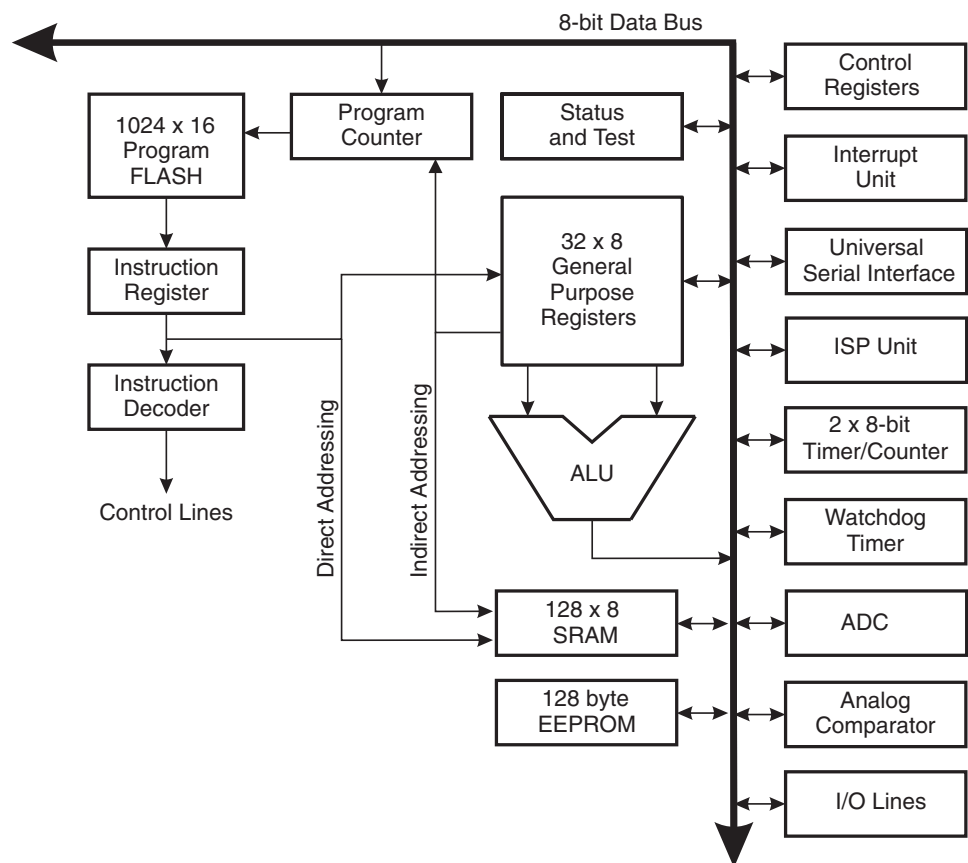 8-bit Data Bus
1024 x 16
Program
FLASH
Program
Counter
Status
and Test
Control
Registers
Interrupt
Unit
Instruction
Register
32 x 8
General
Purpose
Registers
Universal
Serial Interface
ISP Unit
Instruction
Decoder
Direct Addressing
Indirect Addressing
ALU
2 x 8-bit
Timer/Counter
Control Lines
Watchdog
Timer
128 x 8
SRAM
ADC
128 byte
EEPROM
Analog
Comparator
I/O Lines